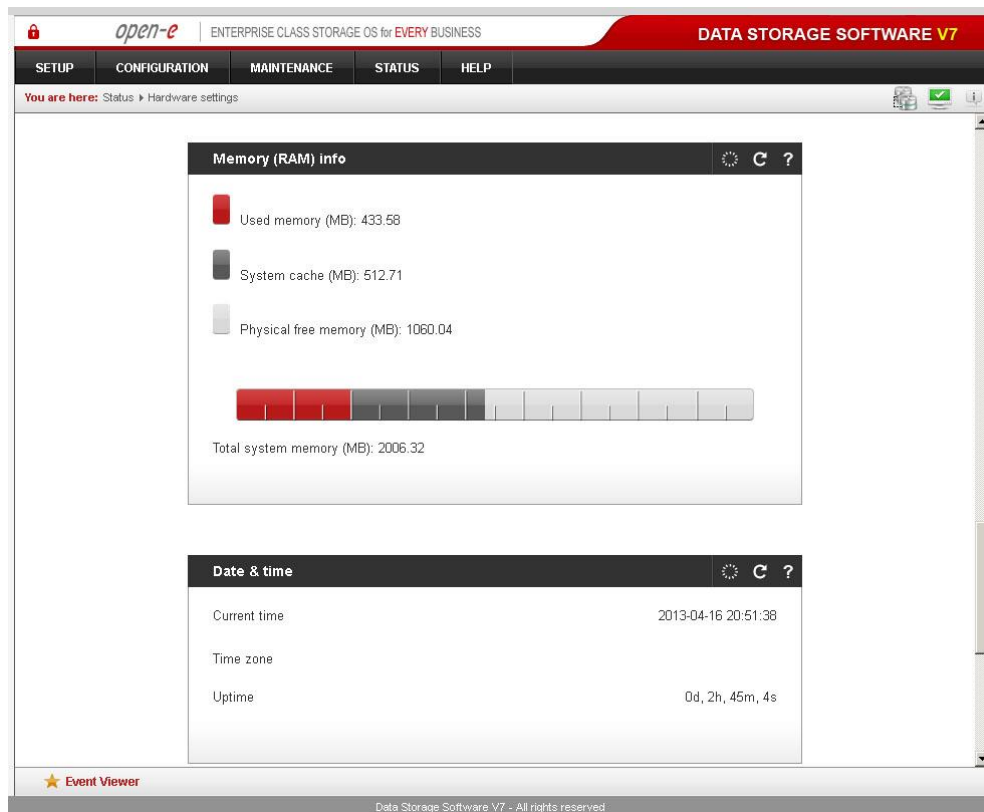 open-e ENTERPRISE CLASS STORAGE OS for EVERY BUSINESS DATA STORAGE SOFTWARE V7
SETUP CONFIGURATION MAINTENANCE STATUS HELP
You are here: Status Hardware settings
Memory (RAM) info ?
Used memory (MB): 433.58
System cache (MB): 512.71
Physical free memory (MB): 1060.04
Total system memory (MB): 2006.32
Date & time ?
Current time 2013-04-16 20:51:38
Time zone
Uptime 0d, 2h, 45m, 4s
Event Viewer
Data Storage Software V7 - All rights reserved